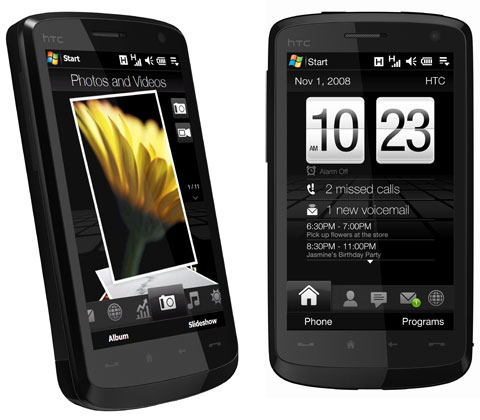 hTC
Start
H
H
Photos and Videos
1/11
Album
Slideshow
hTC
Start
H
H
Nov 1, 2008
HTC
AM
10
23
Alarm Off
2 missed calls
1 new voicemail
6:30PM - 7:00PM
Pick up flowers at the store
8:30PM - 11:00PM
Jasmine's Birthday Party
1
Phone
Programs